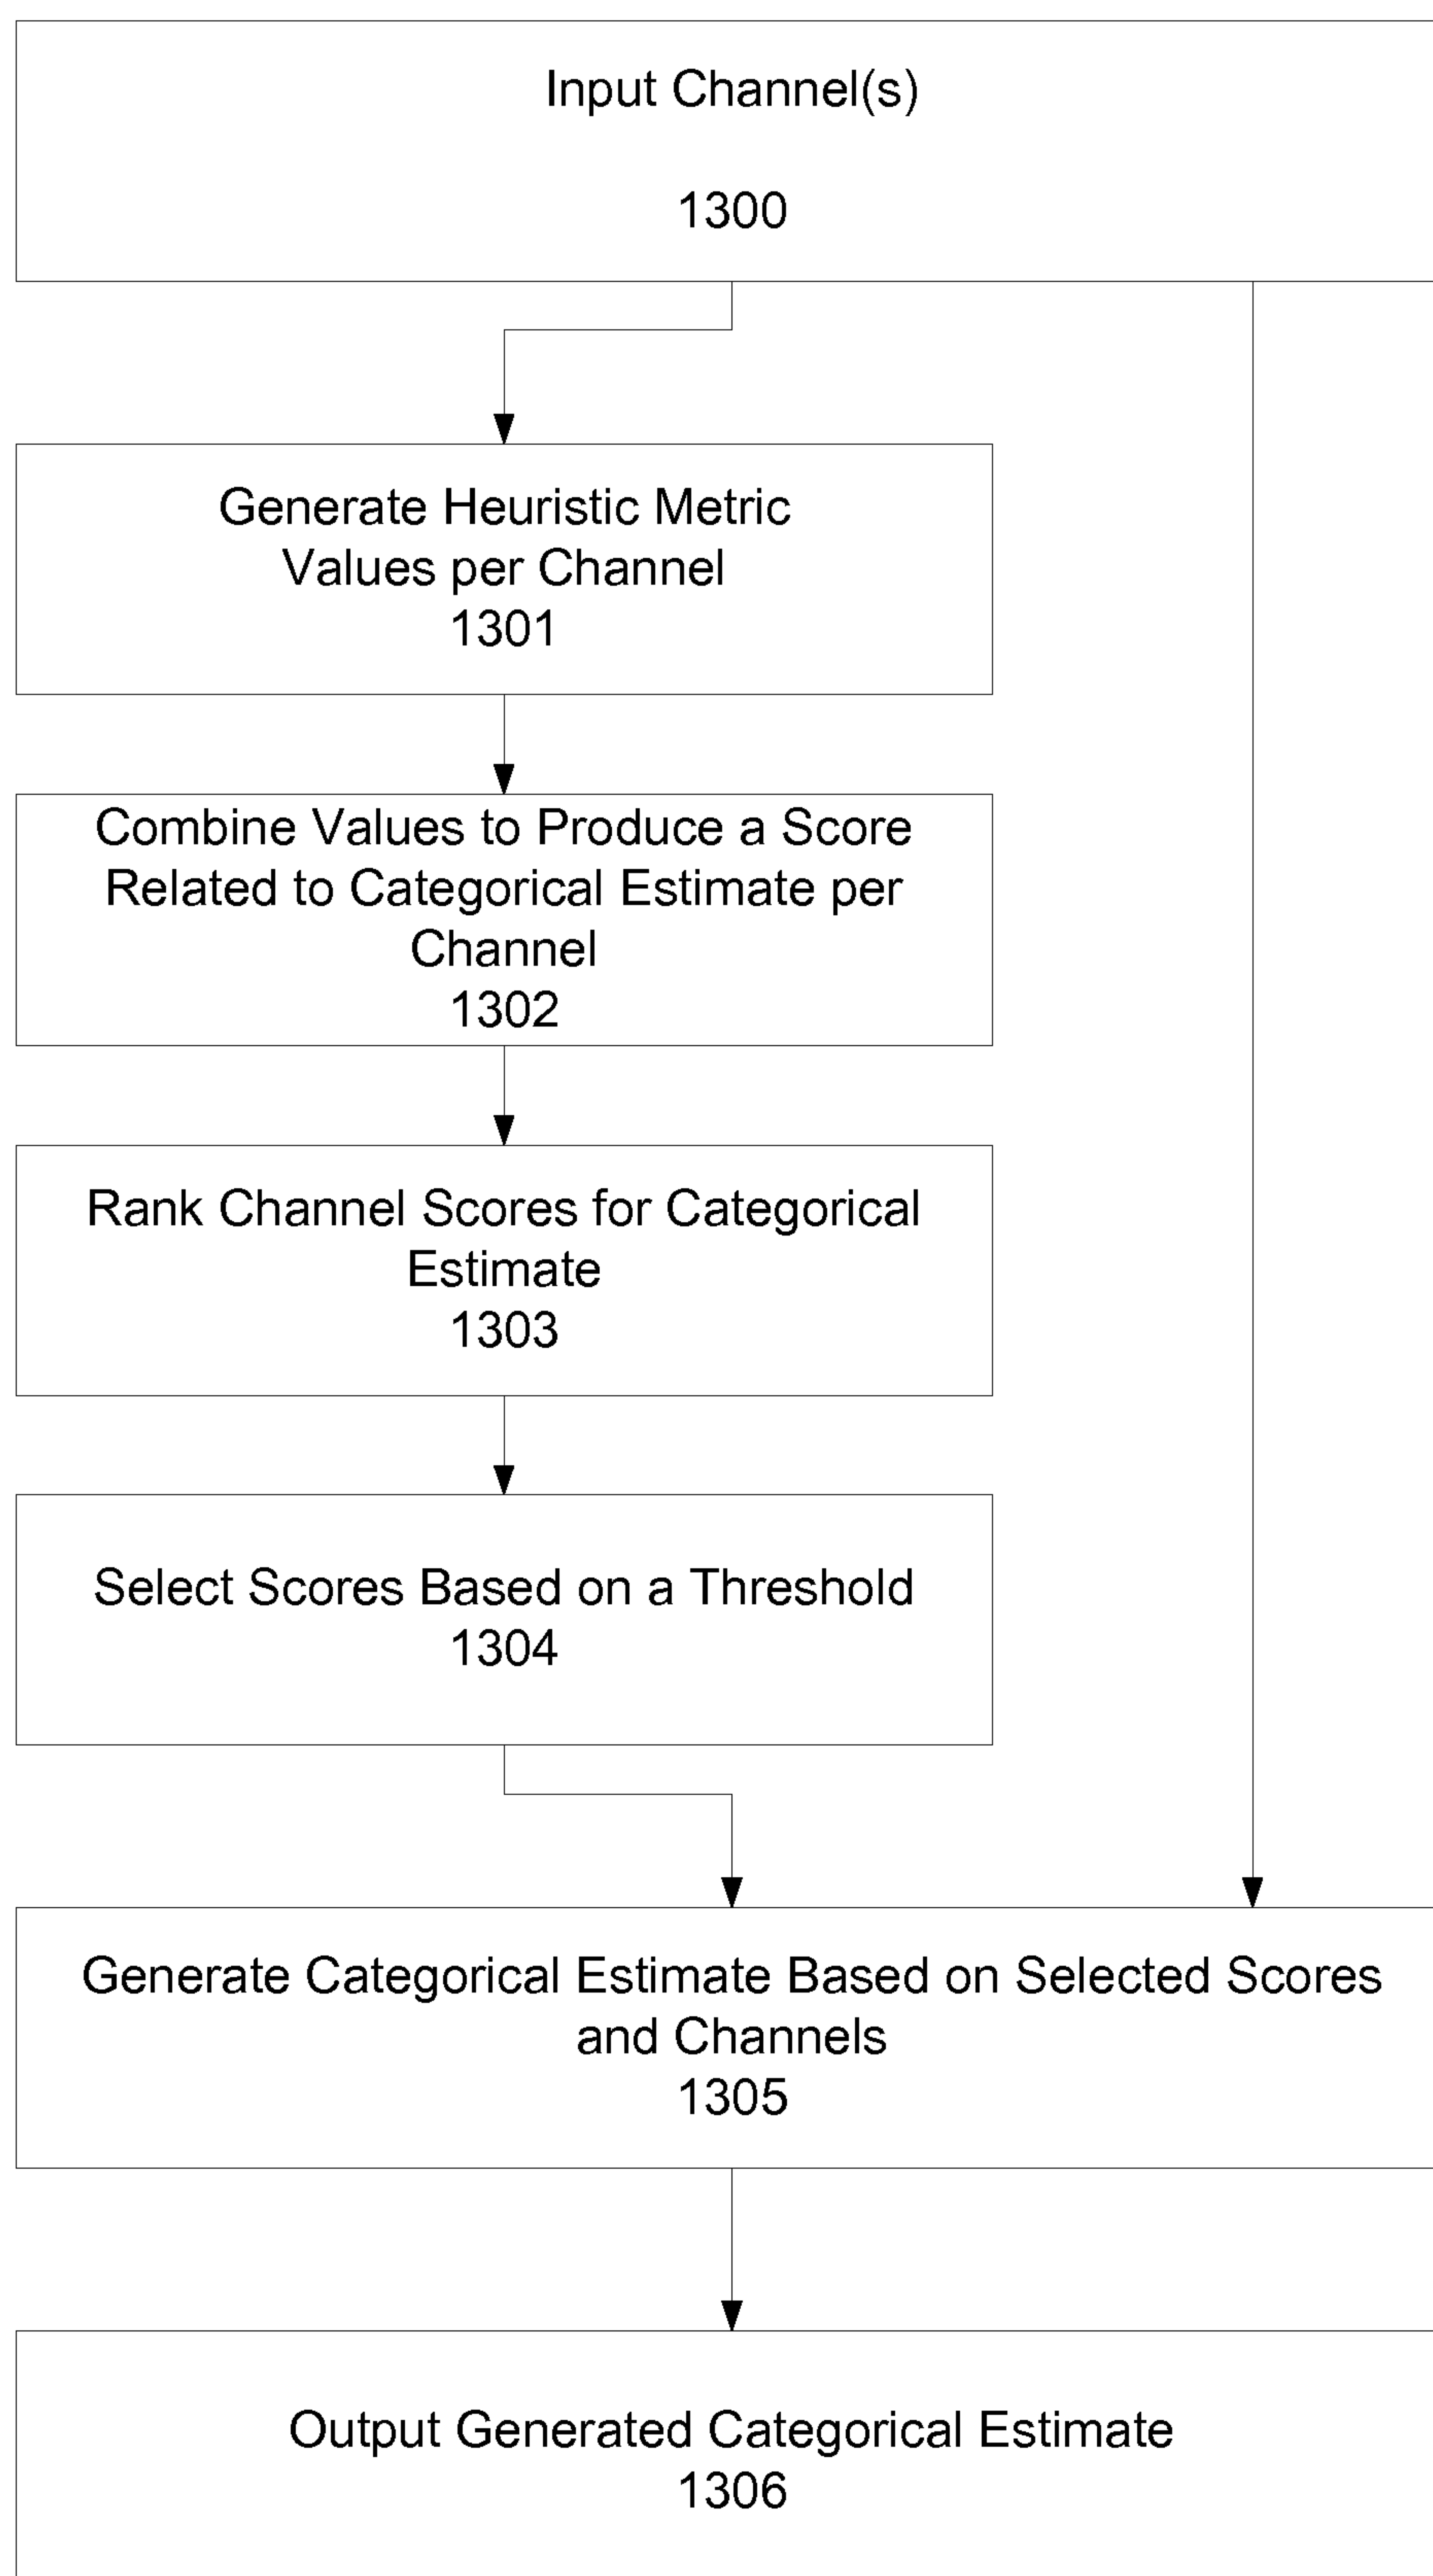 Input Channel(s)
1300
Generate Heuristic Metric
Values per Channel
1301
Combine Values to Produce a Score
Related to Categorical Estimate per
Channel
1302
Rank Channel Scores for Categorical
Estimate
1303
Select Scores Based on a Threshold
1304
Generate Categorical Estimate Based on Selected Scores
and Channels
1305
Output Generated Categorical Estimate
1306